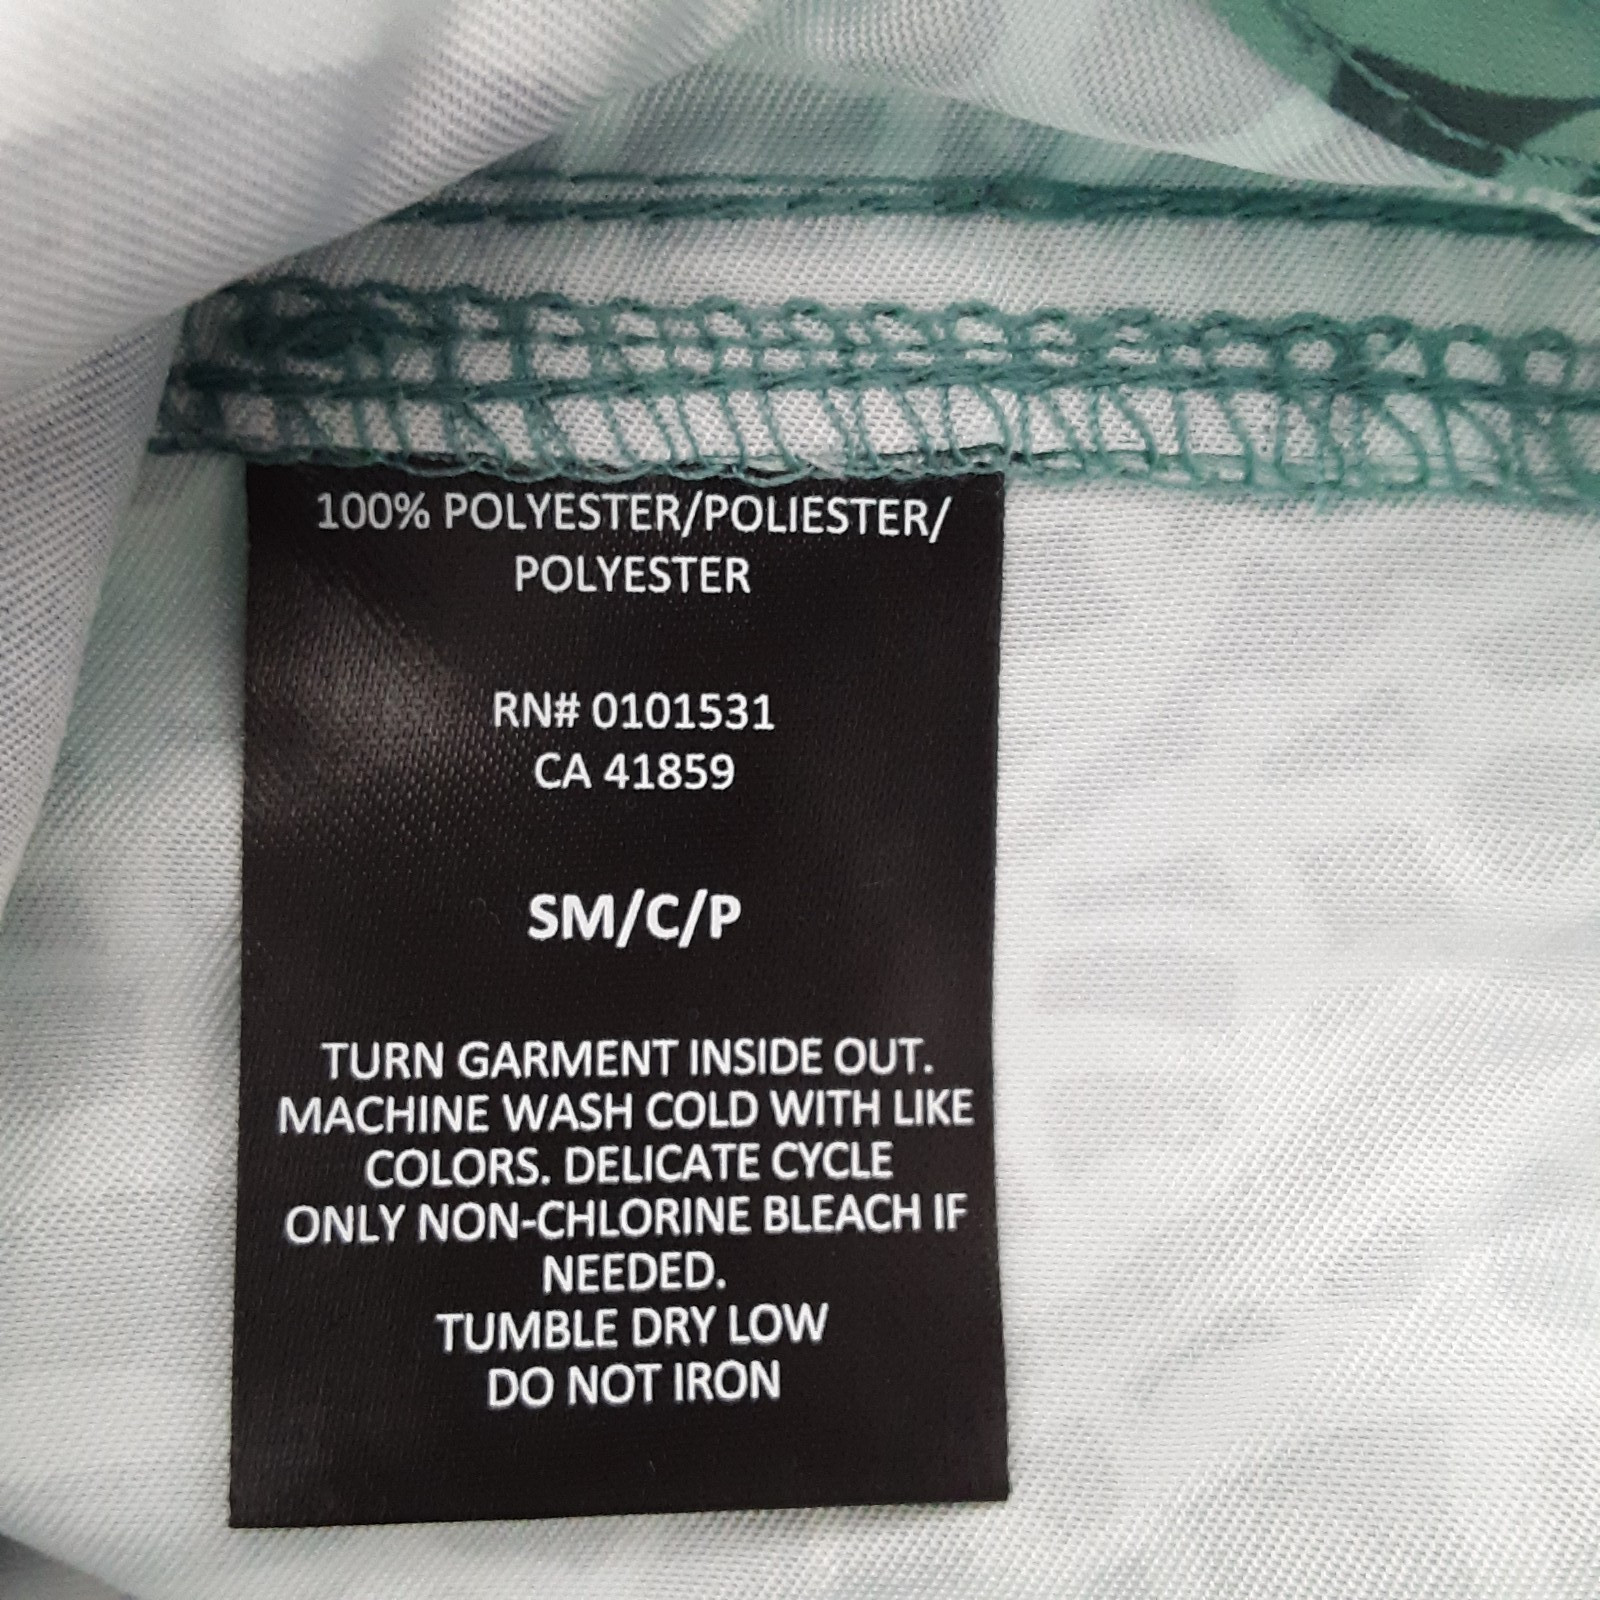 100% POLYESTER/POLIESTER/
POLYESTER
RN# 0101531
CA 41859
SM/C/P
TURN GARMENT INSIDE OUT.
MACHINE WASH COLD WITH LIKE
COLORS. DELICATE CYCLE
ONLY NON-CHLORINE BLEACH IF
NEEDED.
TUMBLE DRY LOW
DO NOT IRON